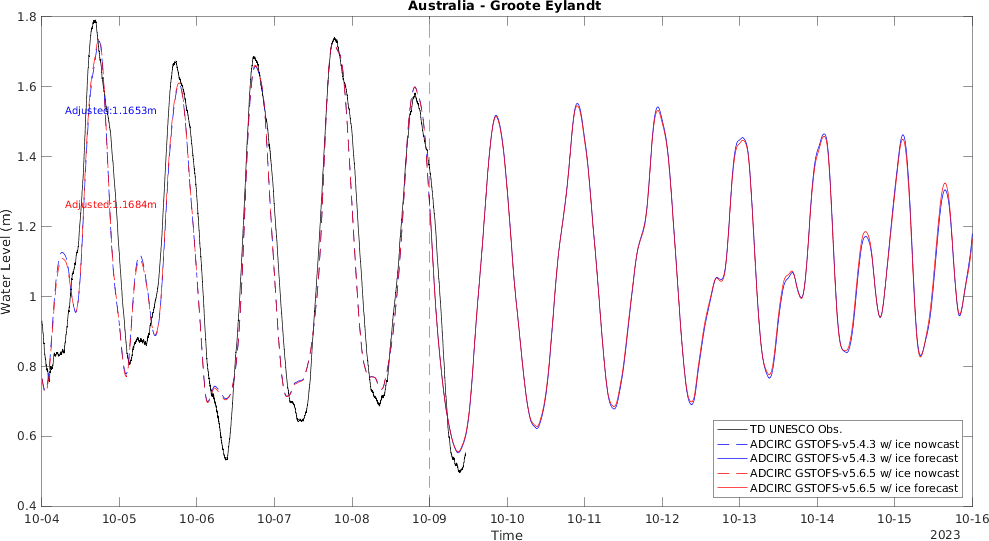 Australia - Groote Eylandt
1.8
1.6
1.4
1.2
1
0.8
0.6
0.4
Water Level (m)
Adjusted:1.1653m
Adjusted:1.1684m
TD UNESCO Obs.
ADCIRC GSTOFS-v5.4.3 w/ ice nowcast
ADCIRC GSTOFS-v5.4.3 w/ ice forecast
ADCIRC GSTOFS-v5.6.5 w/ ice nowcast
ADCIRC GSTOFS-v5.6.5 w/ ice forecast
10-04 10-05 10-06 10-07 10-08 10-09 10-10 10-11 10-12 10-13 10-14 10-15 10-16
Time
2023